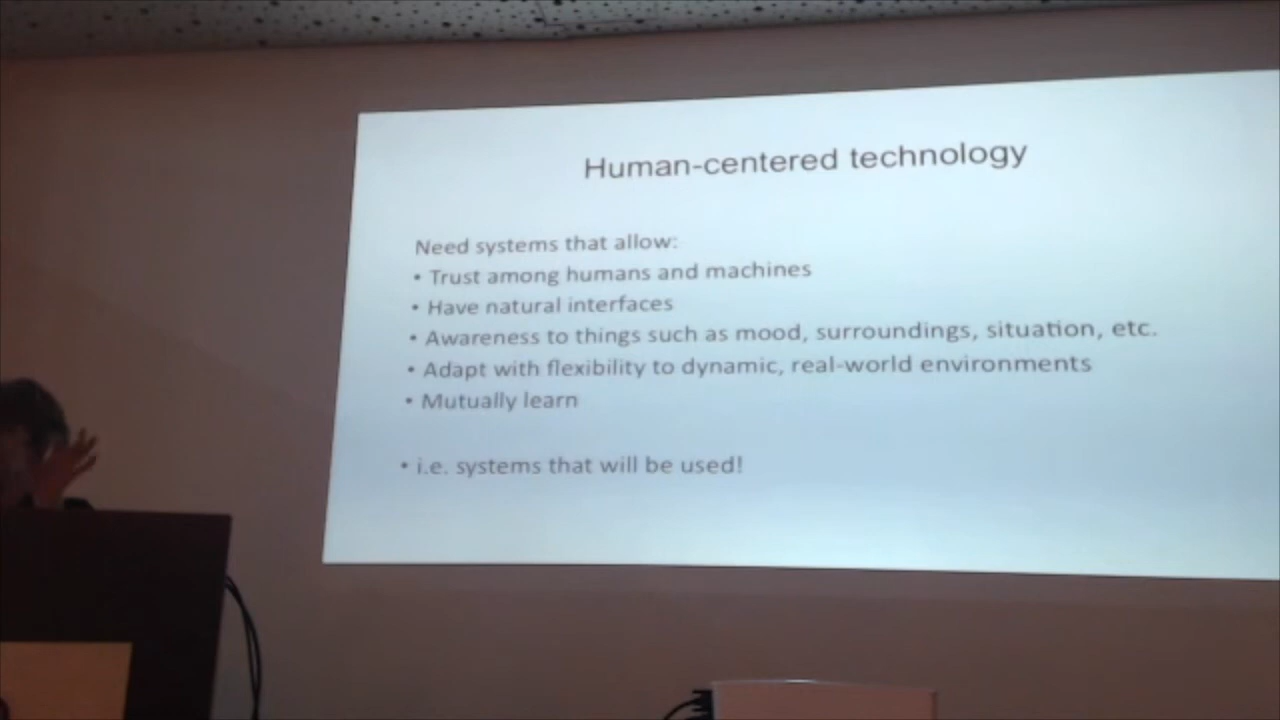 Human-centered technology
Need systems that allow:
• Trust among humans and machines
• Have natural interfaces
• Awareness to things such as mood, surroundings, situation, etc.
• Adapt with flexibility to dynamic, real-world environments
• Mutually learn
• i.e. systems that will be used!